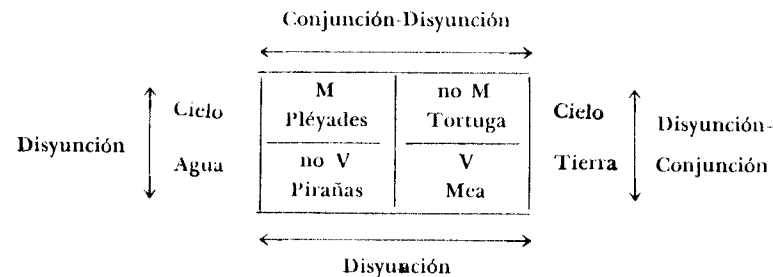 Conjunción-Disyunción
M no M
Cielo Pléyades Tortuga Cielo
Disyunción Disyunción-
Agua no V V Tierra Conjunción
Pirañas Mea
Disyunción